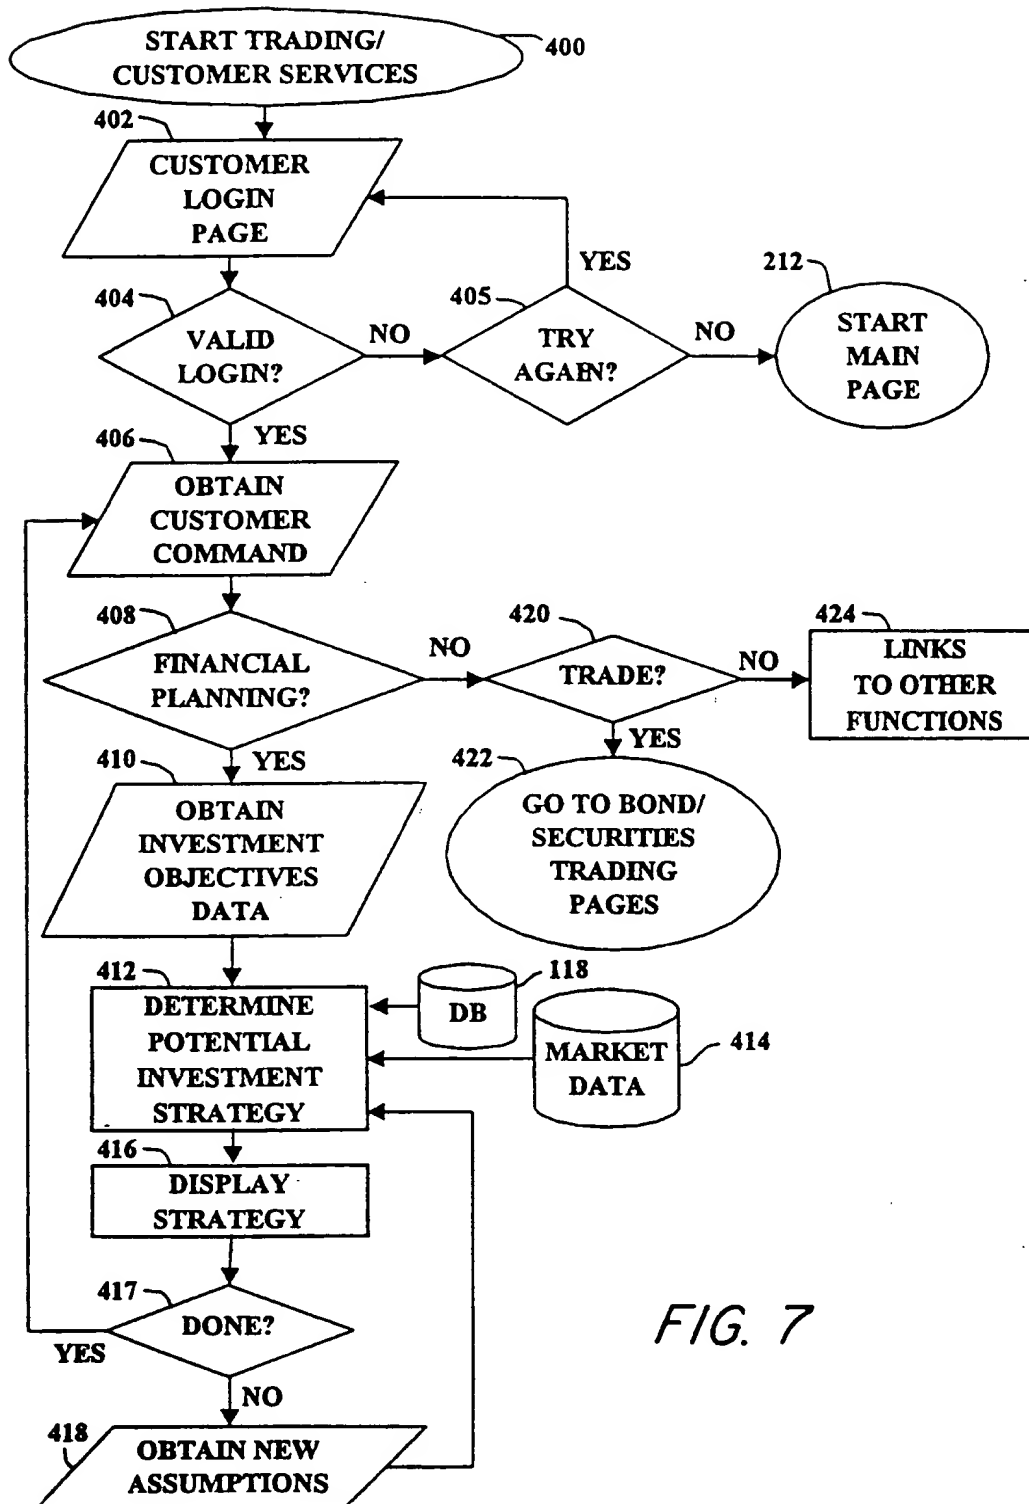 START TRADING/
CUSTOMER SERVICES
400
402
CUSTOMER
LOGIN
PAGE
YES
404
VALID
LOGIN?
NO
405
TRY
AGAIN?
NO
212
START
MAIN
PAGE
YES
406
OBTAIN
CUSTOMER
COMMAND
408
FINANCIAL
PLANNING?
NO
420
TRADE?
NO
424
LINKS
TO OTHER
FUNCTIONS
YES
YES
410
OBTAIN
INVESTMENT
OBJECTIVES
DATA
422
GO TO BOND/
SECURITIES
TRADING
PAGES
412
DETERMINE
POTENTIAL
INVESTMENT
STRATEGY
DB
118
MARKET
DATA
414
416
DISPLAY
STRATEGY
417
DONE?
YES
NO
418
OBTAIN NEW
ASSUMPTIONS
FIG. 7